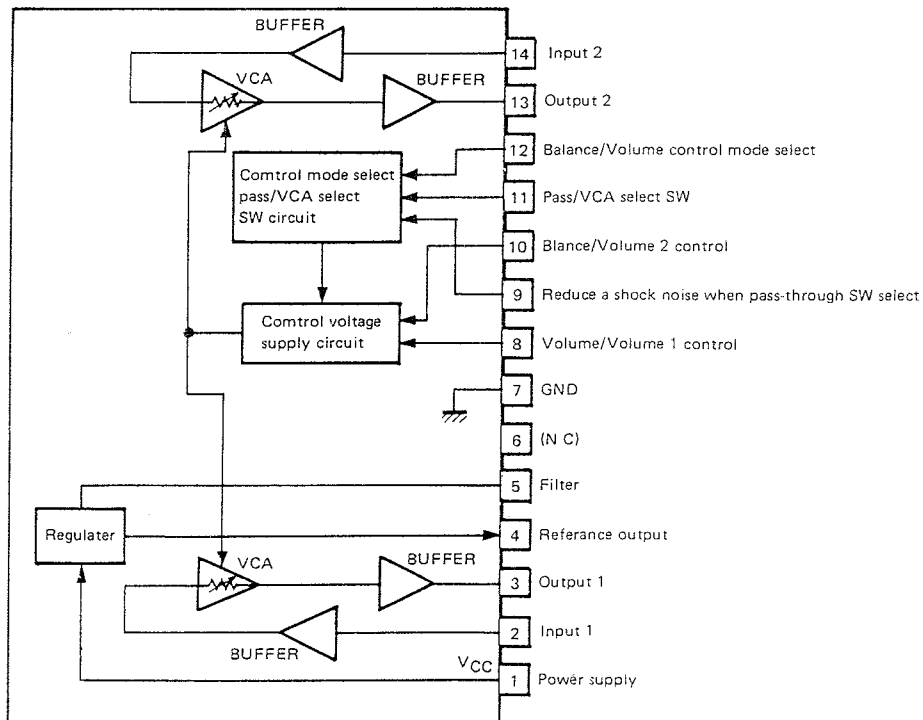 BUFFER
14 Input 2
VCA
BUFFER
13 Output 2
12 Balance/Volume control mode select
Comtrol mode select
pass/VCA select
SW circuit
11 Pass/VCA select SW
10 Blance/Volume 2 control
9 Reduce a shock noise when pass-through SW select
Comtrol voltage
supply circuit
8 Volume/Volume 1 control
7 GND
6 (N C)
5 Filter
Regulater
4 Referance output
VCA
BUFFER
3 Output 1
2 Input 1
BUFFER
VCC
1 Power supply